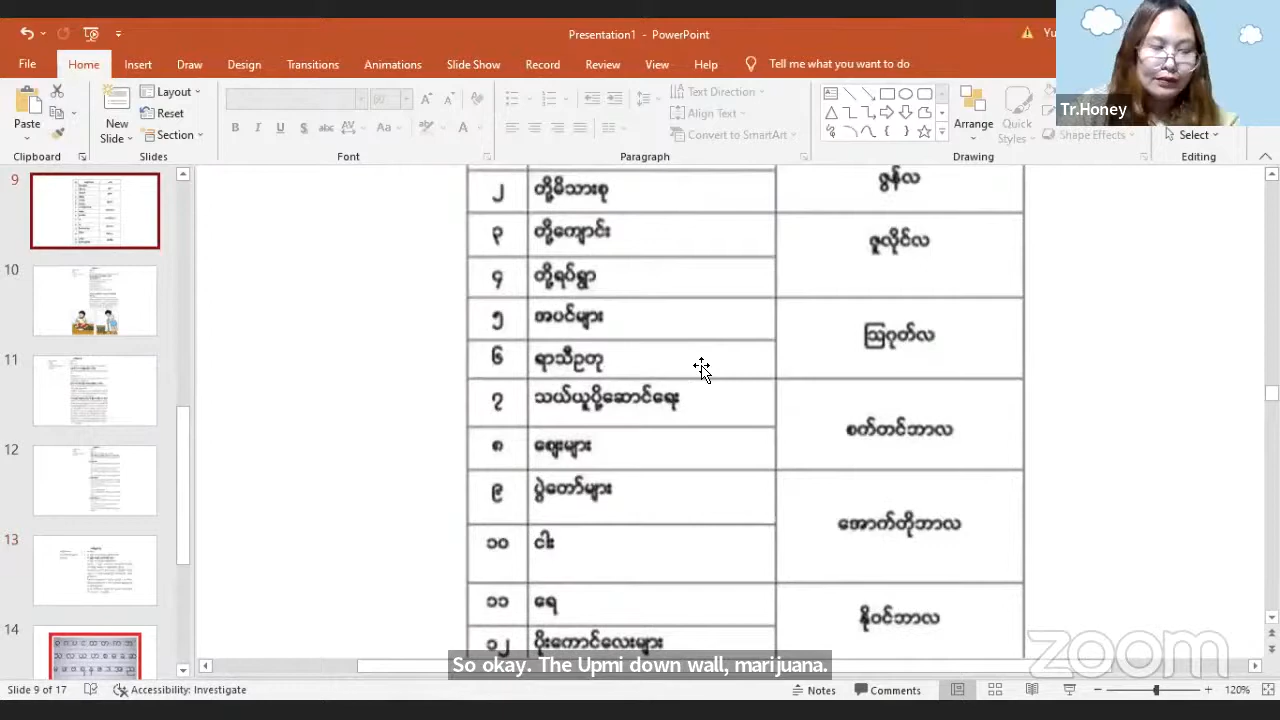 Presentation1 - PowerPoint
Yu
File Home Insert Draw Design Transitions Animations Slide Show Record Review View Help Tell me what you want to do
Tr.Honey
Paste
New
Slide
Layout
Reset
Section
Text Direction
Align Text
Convert to SmartArt
Arrange
Quick
Styles
Shape Effects
Select
Clipboard Slides Font Paragraph Drawing Editing
9
10
11
12
13
14
၂ တို့မိသားစု ဇွန်လ
၃ တို့ကျောင်း ဇူလိုင်လ
၄ တို့ရပ်ရွာ
၅ အပင်များ ဩဂုတ်လ
၆ ရာသီဥတု
၇ သယ်ယူပို့ဆောင်ရေး စက်တင်ဘာလ
၈ ဈေးများ
၉ ပွဲတော်များ အောက်တိုဘာလ
၁၀ ငါး
၁၁ ရေ နိုဝင်ဘာလ
၁၂ ပိုးကောင်လေးများ
So okay. The Upmi down wall, marijuana.
zoom
Slide 9 of 17 Accessibility: Investigate Notes Comments 120%